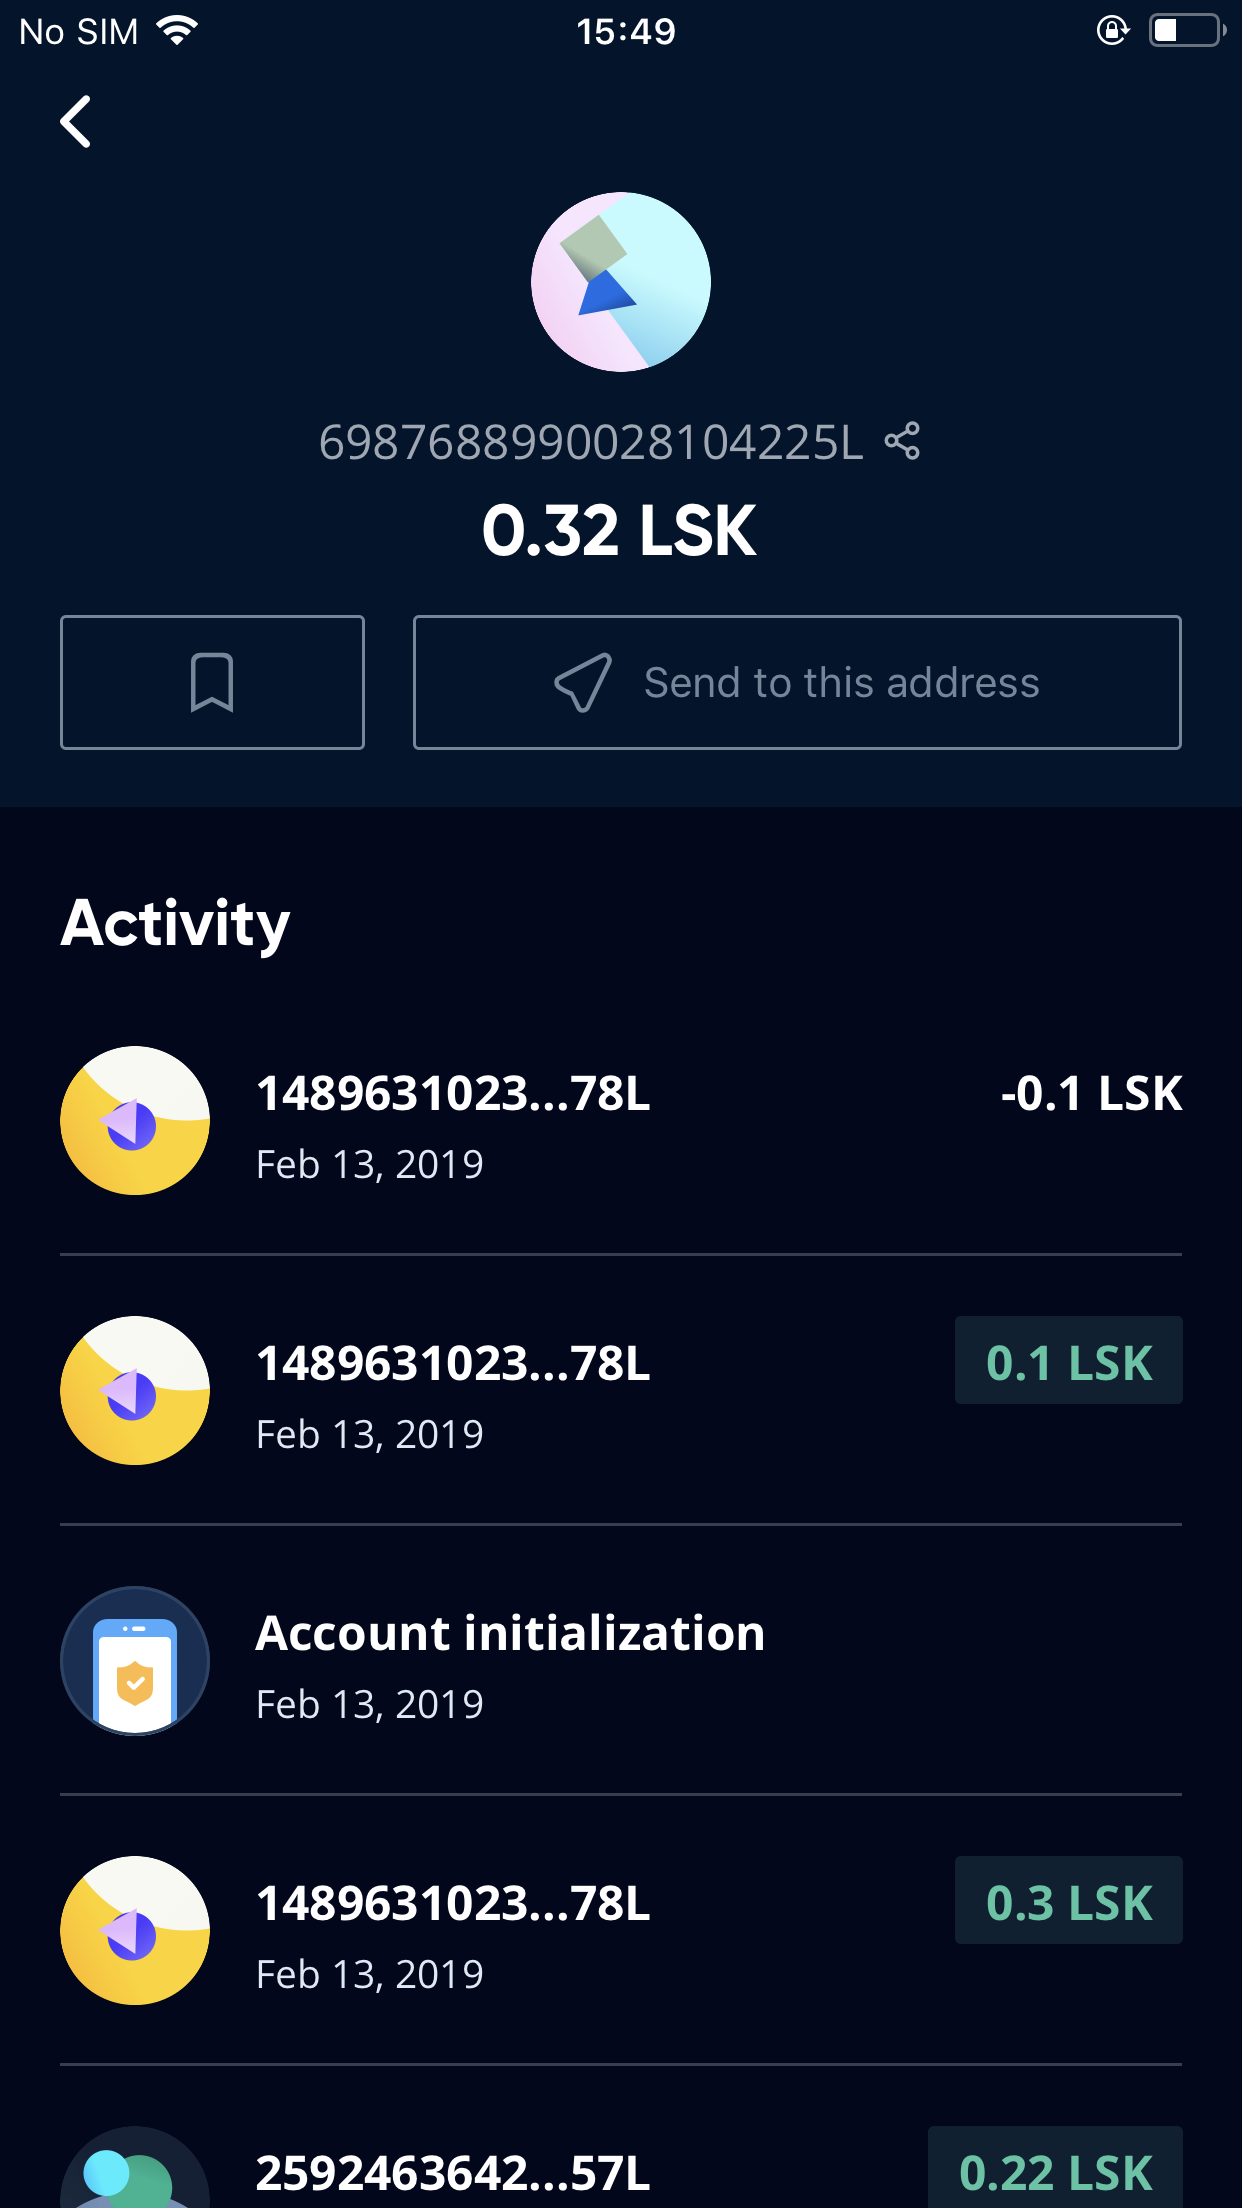 No SIM 15:49
6987688990028104225L
0.32 LSK
Send to this address
Activity
1489631023...78L -0.1 LSK
Feb 13, 2019
1489631023...78L 0.1 LSK
Feb 13, 2019
Account initialization
Feb 13, 2019
1489631023...78L 0.3 LSK
Feb 13, 2019
2592463642...57L 0.22 LSK